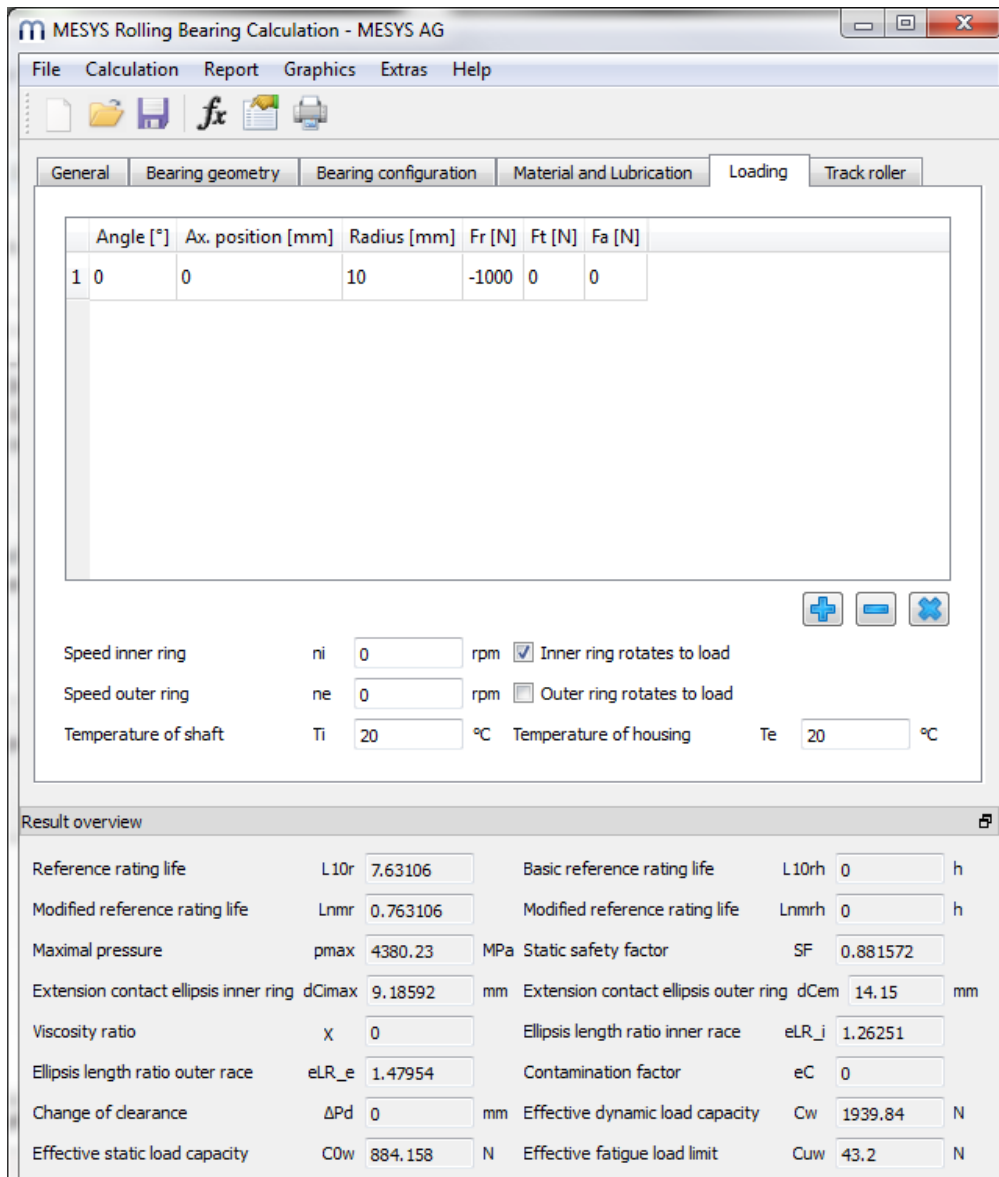 MESYS Rolling Bearing Calculation - MESYS AG
File Calculation Report Graphics Extras Help
fx
General Bearing geometry Bearing configuration Material and Lubrication Loading Track roller
Angle [°] Ax. position [mm] Radius [mm] Fr [N] Ft [N] Fa [N]
1 0 0 10 -1000 0 0
Speed inner ring ni 0 rpm Inner ring rotates to load
Speed outer ring ne 0 rpm Outer ring rotates to load
Temperature of shaft Ti 20 °C Temperature of housing Te 20 °C
Result overview
Reference rating life L10r 7.63106 Basic reference rating life L10rh 0 h
Modified reference rating life Lnmr 0.763106 Modified reference rating life Lnmrh 0 h
Maximal pressure pmax 4380.23 MPa Static safety factor SF 0.881572
Extension contact ellipsis inner ring dCimax 9.18592 mm Extension contact ellipsis outer ring dCem 14.15 mm
Viscosity ratio χ 0 Ellipsis length ratio inner race eLR_i 1.26251
Ellipsis length ratio outer race eLR_e 1.47954 Contamination factor eC 0
Change of clearance ΔPd 0 mm Effective dynamic load capacity Cw 1939.84 N
Effective static load capacity C0w 884.158 N Effective fatigue load limit Cuw 43.2 N